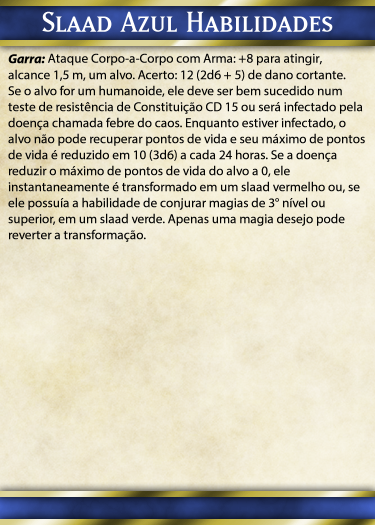 Slaad Azul Habilidades
Garra: Ataque Corpo-a-Corpo com Arma: +8 para atingir,
alcance 1,5 m, um alvo. Acerto: 12 (2d6 + 5) de dano cortante.
Se o alvo for um humanoide, ele deve ser bem sucedido num
teste de resistência de Constituição CD 15 ou será infectado pela
doença chamada febre do caos. Enquanto estiver infectado, o
alvo não pode recuperar pontos de vida e seu máximo de pontos
de vida é reduzido em 10 (3d6) a cada 24 horas. Se a doença
reduzir o máximo de pontos de vida do alvo a 0, ele
instantaneamente é transformado em um slaad vermelho ou, se
ele possuía a habilidade de conjurar magias de 3° nível ou
superior, em um slaad verde. Apenas uma magia desejo pode
reverter a transformação.